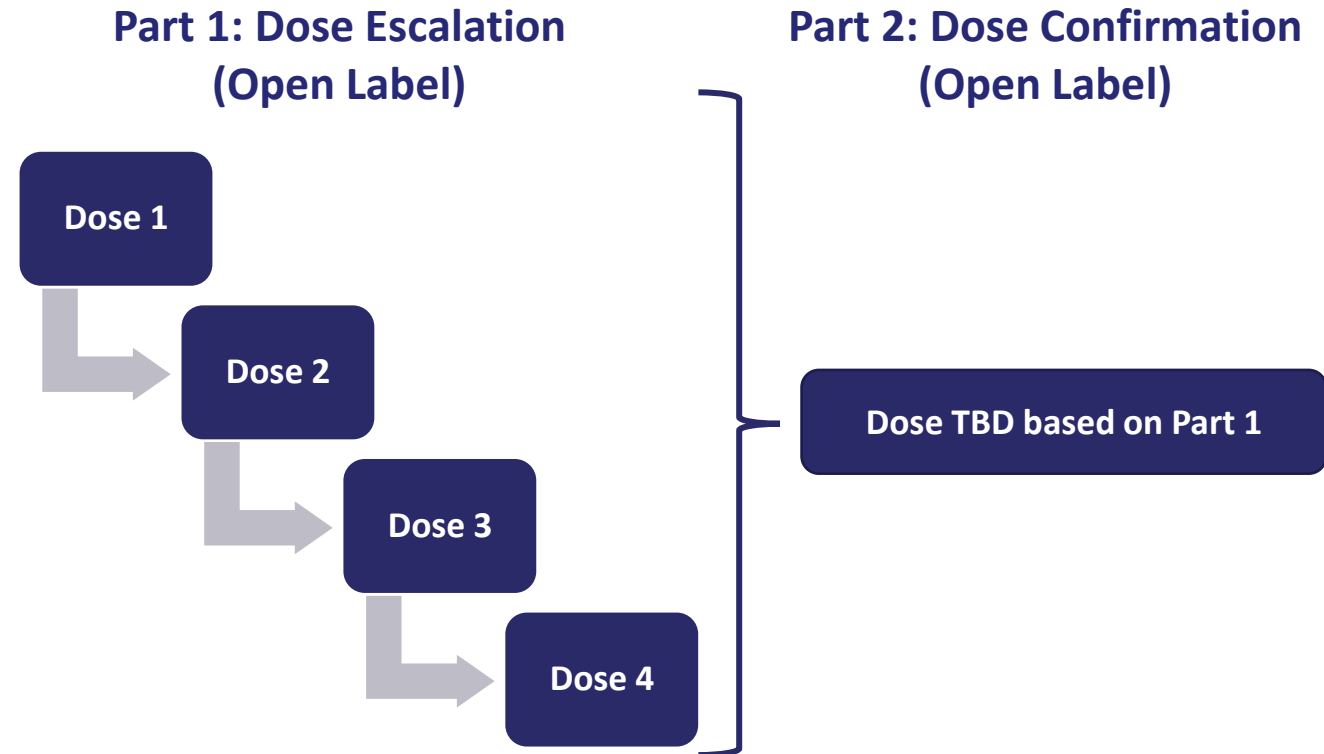 Part 1: Dose Escalation
(Open Label)
Part 2: Dose Confirmation
(Open Label)
Dose 1
Dose 2
Dose 3
Dose 4
Dose TBD based on Part 1